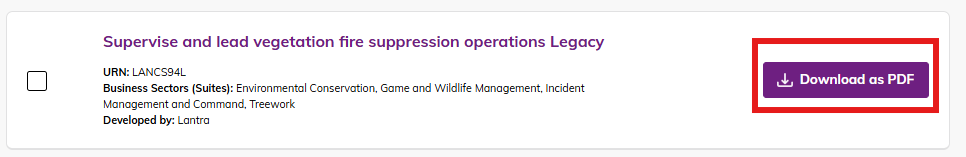 Supervise and lead vegetation fire suppression operations Legacy
URN: LANCS94L
Business Sectors (Suites): Environmental Conservation, Game and Wildlife Management, Incident
Management and Command, Treework
Developed by: Lantra
Download as PDF